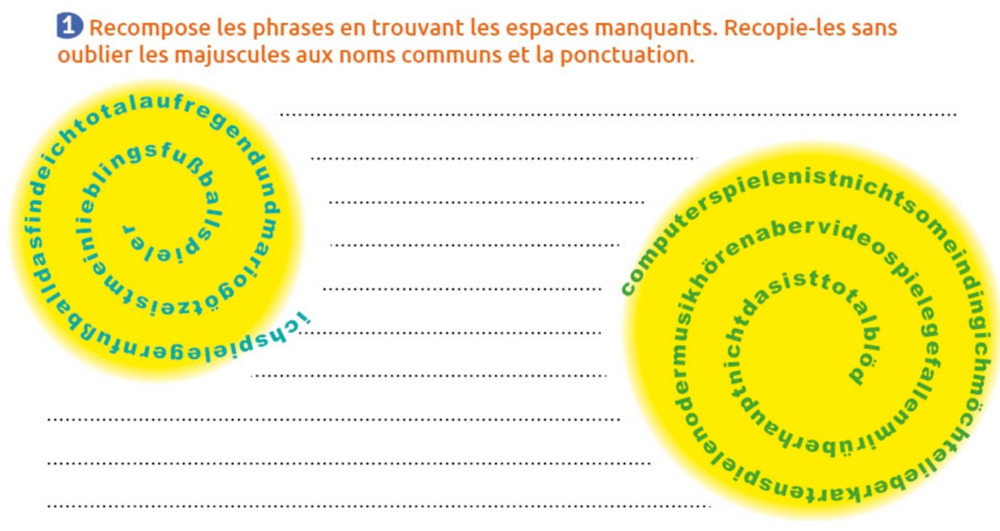 1 Recompose les phrases en trouvant les espaces manquants. Recopie-les sans
oublier les majuscules aux noms communs et la ponctuation.
ichspielegernfußballdasfindeichtotalaufregendundmariogötzeistmeinlieblingsfußballspieler
computerspielenistnichtsomeindingichmöchtelieberkartenspielenodermusikhörenabervideospielegefallenmirüberhauptnichtdasisttotalblöd